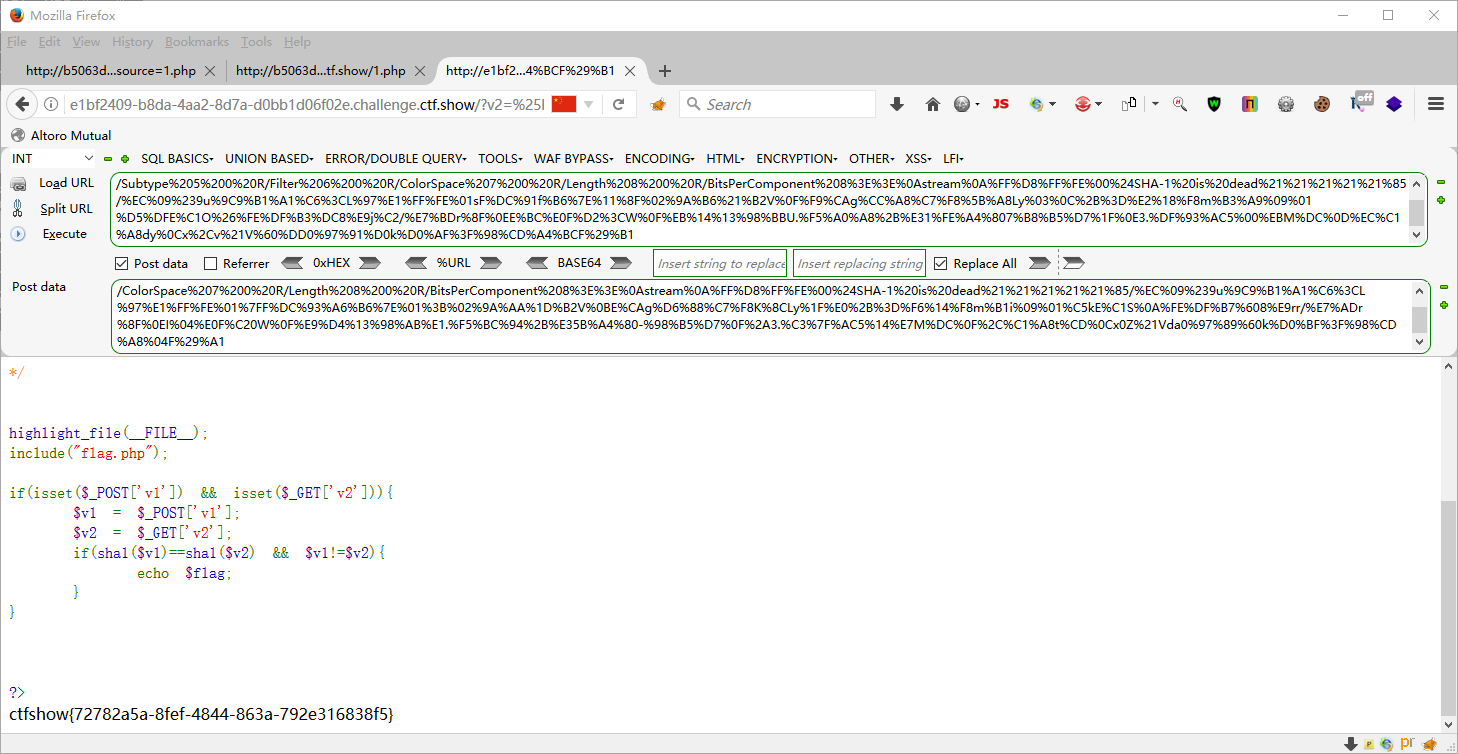 Mozilla Firefox
File Edit View History Bookmarks Tools Help
http://b5063d...source=1.php http://b5063d...tf.show/1.php http://e1bf2...4%BCF%29%B1
e1bf2409-b8da-4aa2-8d7a-d0bb1d06f02e.challenge.ctf.show/?v2=%25l Search JS off
Altoro Mutual
INT SQL BASICS UNION BASED ERROR/DOUBLE QUERY TOOLS WAF BYPASS ENCODING HTML ENCRYPTION OTHER XSS LFI
Load URL
Split URL
Execute
/Subtype%205%200%20R/Filter%206%200%20R/ColorSpace%207%200%20R/Length%208%200%20R/BitsPerComponent%208%3E%3E%0Astream%0A%FF%D8%FF%FE%00%24SHA-1%20is%20dead%21%21%21%21%21%85
/%EC%09%239u%9C9%B1%A1%C6%3CL%97%E1%FF%FE%01sF%DC%91f%B6%7E%11%8F%02%9A%B6%21%B2V%0F%F9%CAg%CC%A8%C7%F8%5B%A8Ly%03%0C%2B%3D%E2%18%F8m%B3%A9%09%01
%D5%DFE%C1O%26%FE%DF%B3%DC8%E9j%C2/%E7%BDr%8F%0EE%BC%E0F%D2%3CW%0F%EB%14%13%98%BBU.%F5%A0%A8%2B%E31%FE%A4%807%B8%B5%D7%1F%0E3.%DF%93%AC5%00%EBM%DC%0D%EC%C1
%A8dy%0Cx%2Cv%21V%60%DD0%97%91%D0k%D0%AF%3F%98%CD%A4%BCF%29%B1
Post data Referrer 0xHEX %URL BASE64 Insert string to replace Insert replacing string Replace All
Post data
/ColorSpace%207%200%20R/Length%208%200%20R/BitsPerComponent%208%3E%3E%0Astream%0A%FF%D8%FF%FE%00%24SHA-1%20is%20dead%21%21%21%21%21%85/%EC%09%239u%9C9%B1%A1%C6%3CL
%97%E1%FF%FE%01%7FF%DC%93%A6%B6%7E%01%3B%02%9A%AA%1D%B2V%0BE%CAg%D6%88%C7%F8K%8CLy%1F%E0%2B%3D%F6%14%F8m%B1i%09%01%C5kE%C1S%0A%FE%DF%B7%608%E9rr/%E7%ADr
%8F%0EI%04%E0F%C20W%0F%E9%D4%13%98%AB%E1.%F5%BC%94%2B%E35B%A4%80-%98%B5%D7%0F%2A3.%C3%7F%AC5%14%E7M%DC%0F%2C%C1%A8t%CD%0Cx0Z%21Vda0%97%89%60k%D0%BF%3F%98%CD
%A8%04F%29%A1
*/
highlight_file(__FILE__);
include("flag.php");
if(isset($_POST['v1']) && isset($_GET['v2'])){
$v1 = $_POST['v1'];
$v2 = $_GET['v2'];
if(sha1($v1)==sha1($v2) && $v1!=$v2){
echo $flag;
}
}
?>
ctfshow{72782a5a-8fef-4844-863a-792e316838f5}